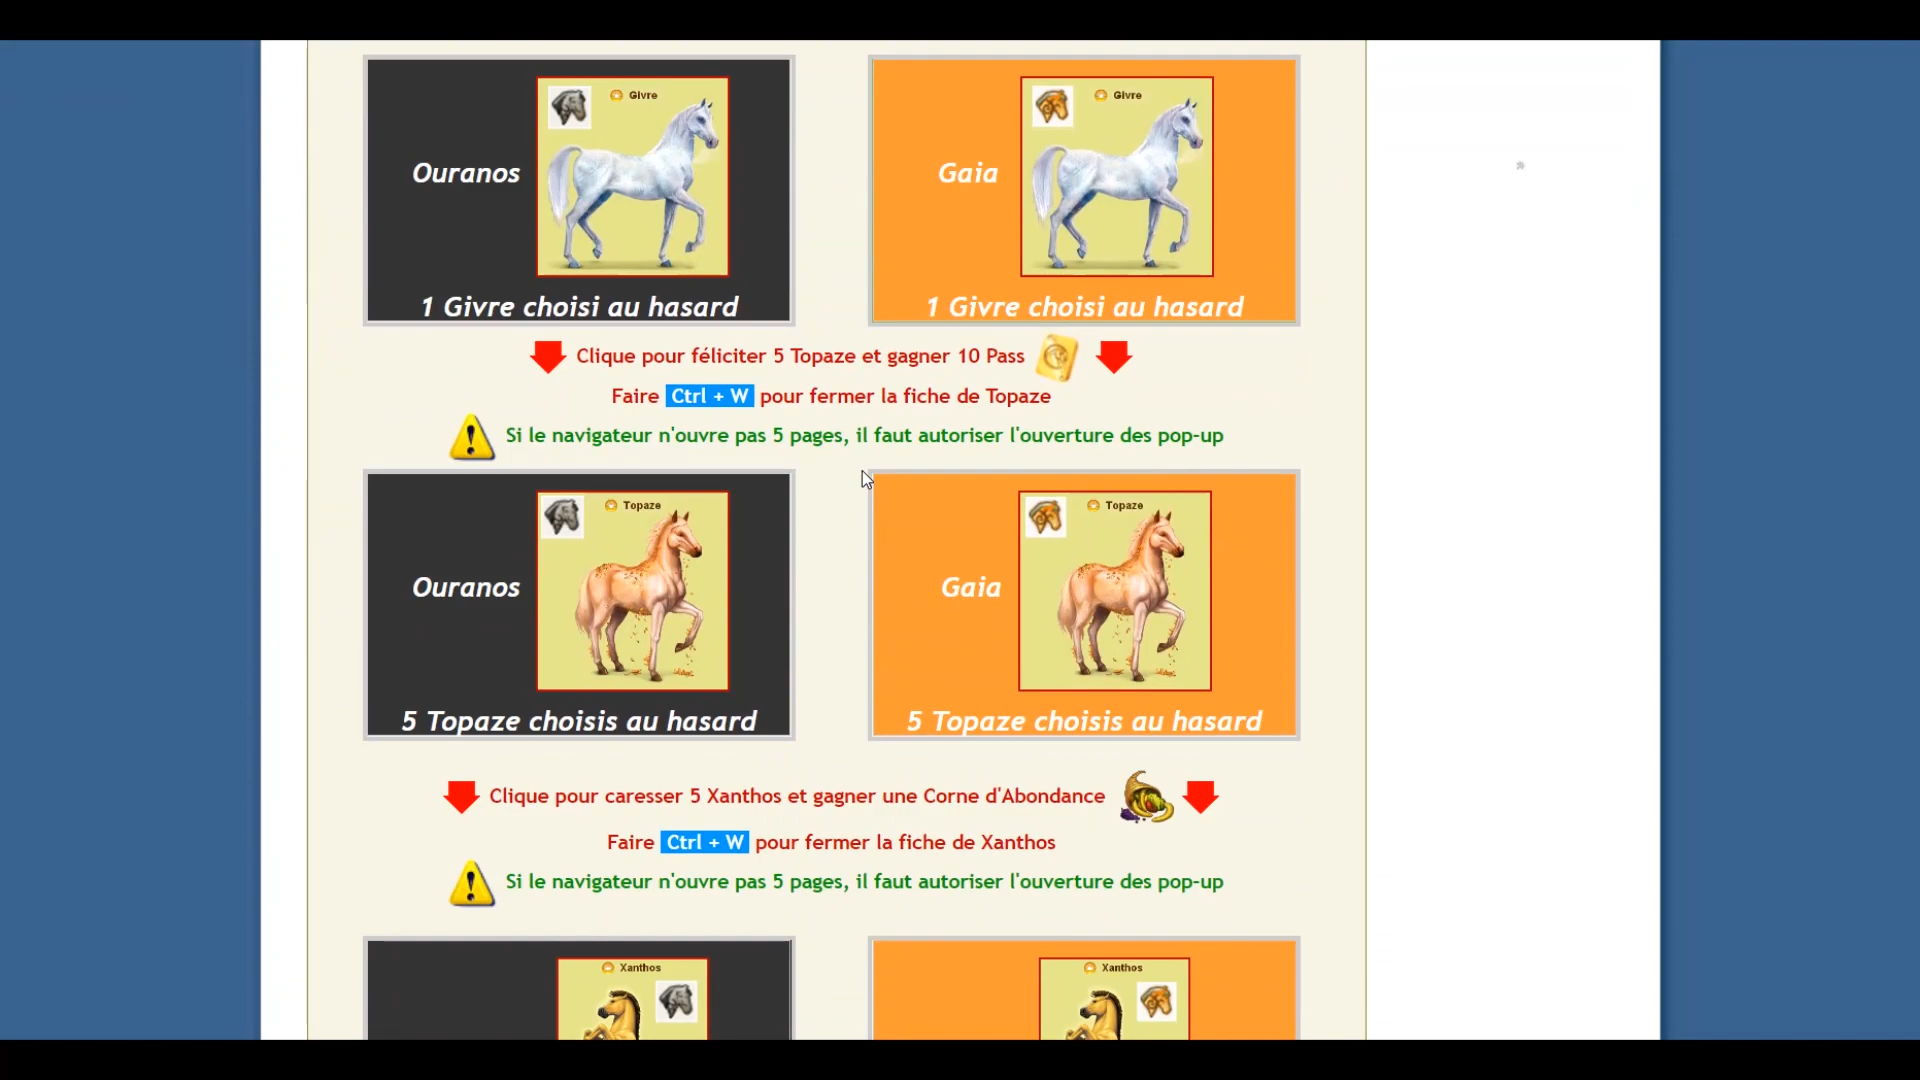 Givre
Ouranos
1 Givre choisi au hasard
Givre
Gaia
1 Givre choisi au hasard
Clique pour féliciter 5 Topaze et gagner 10 Pass
Faire Ctrl + W pour fermer la fiche de Topaze
Si le navigateur n'ouvre pas 5 pages, il faut autoriser l'ouverture des pop-up
Topaze
Ouranos
5 Topaze choisis au hasard
Topaze
Gaia
5 Topaze choisis au hasard
Clique pour caresser 5 Xanthos et gagner une Corne d'Abondance
Faire Ctrl + W pour fermer la fiche de Xanthos
Si le navigateur n'ouvre pas 5 pages, il faut autoriser l'ouverture des pop-up
Xanthos
Xanthos